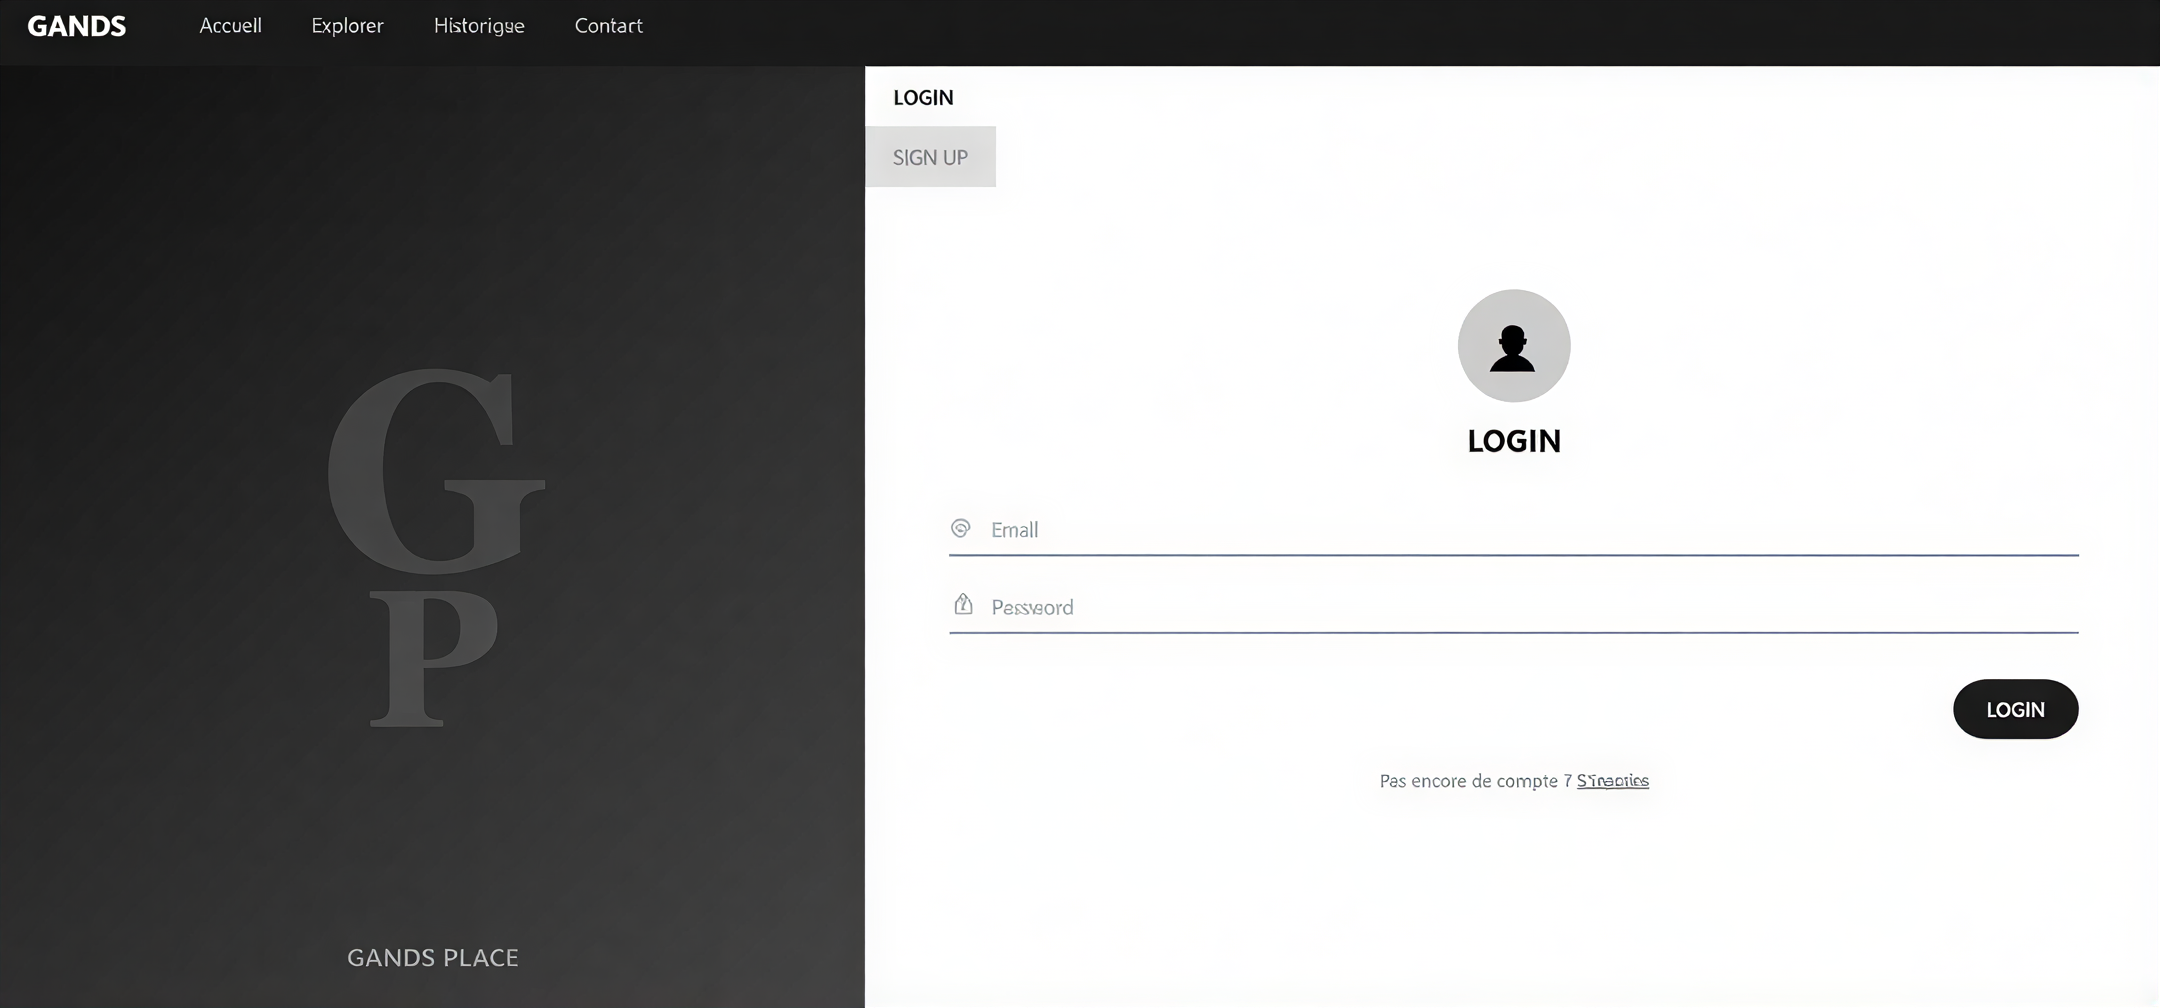 GANDS Accueil Explorer Historique Contact
LOGIN
SIGN UP
G
P
GANDS PLACE
LOGIN
Email
Password
LOGIN
Pas encore de compte ?